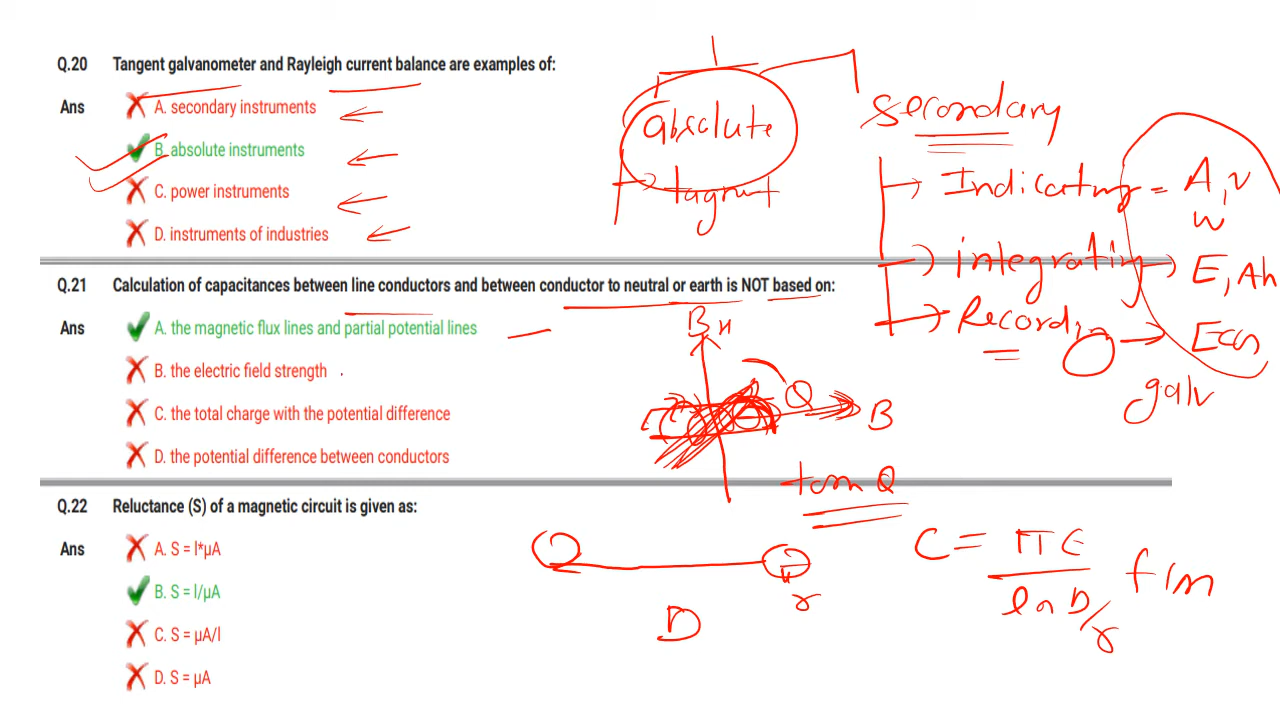 Q.20 Tangent galvanometer and Rayleigh current balance are examples of:
Ans A. secondary instruments
B. absolute instruments
C. power instruments
D. instruments of industries
Q.21 Calculation of capacitances between line conductors and between conductor to neutral or earth is NOT based on:
Ans A. the magnetic flux lines and partial potential lines
B. the electric field strength
C. the total charge with the potential difference
D. the potential difference between conductors
Q.22 Reluctance (S) of a magnetic circuit is given as:
Ans A. S = l*μA
B. S = l/μA
C. S = μA/l
D. S = μA
absolute
secondary
Indicating = A, v
w
integrating → E, Ah
Recording →
galv
B H
Q
B
tan Q
D
r
C = π ε
ln D/r
f/m